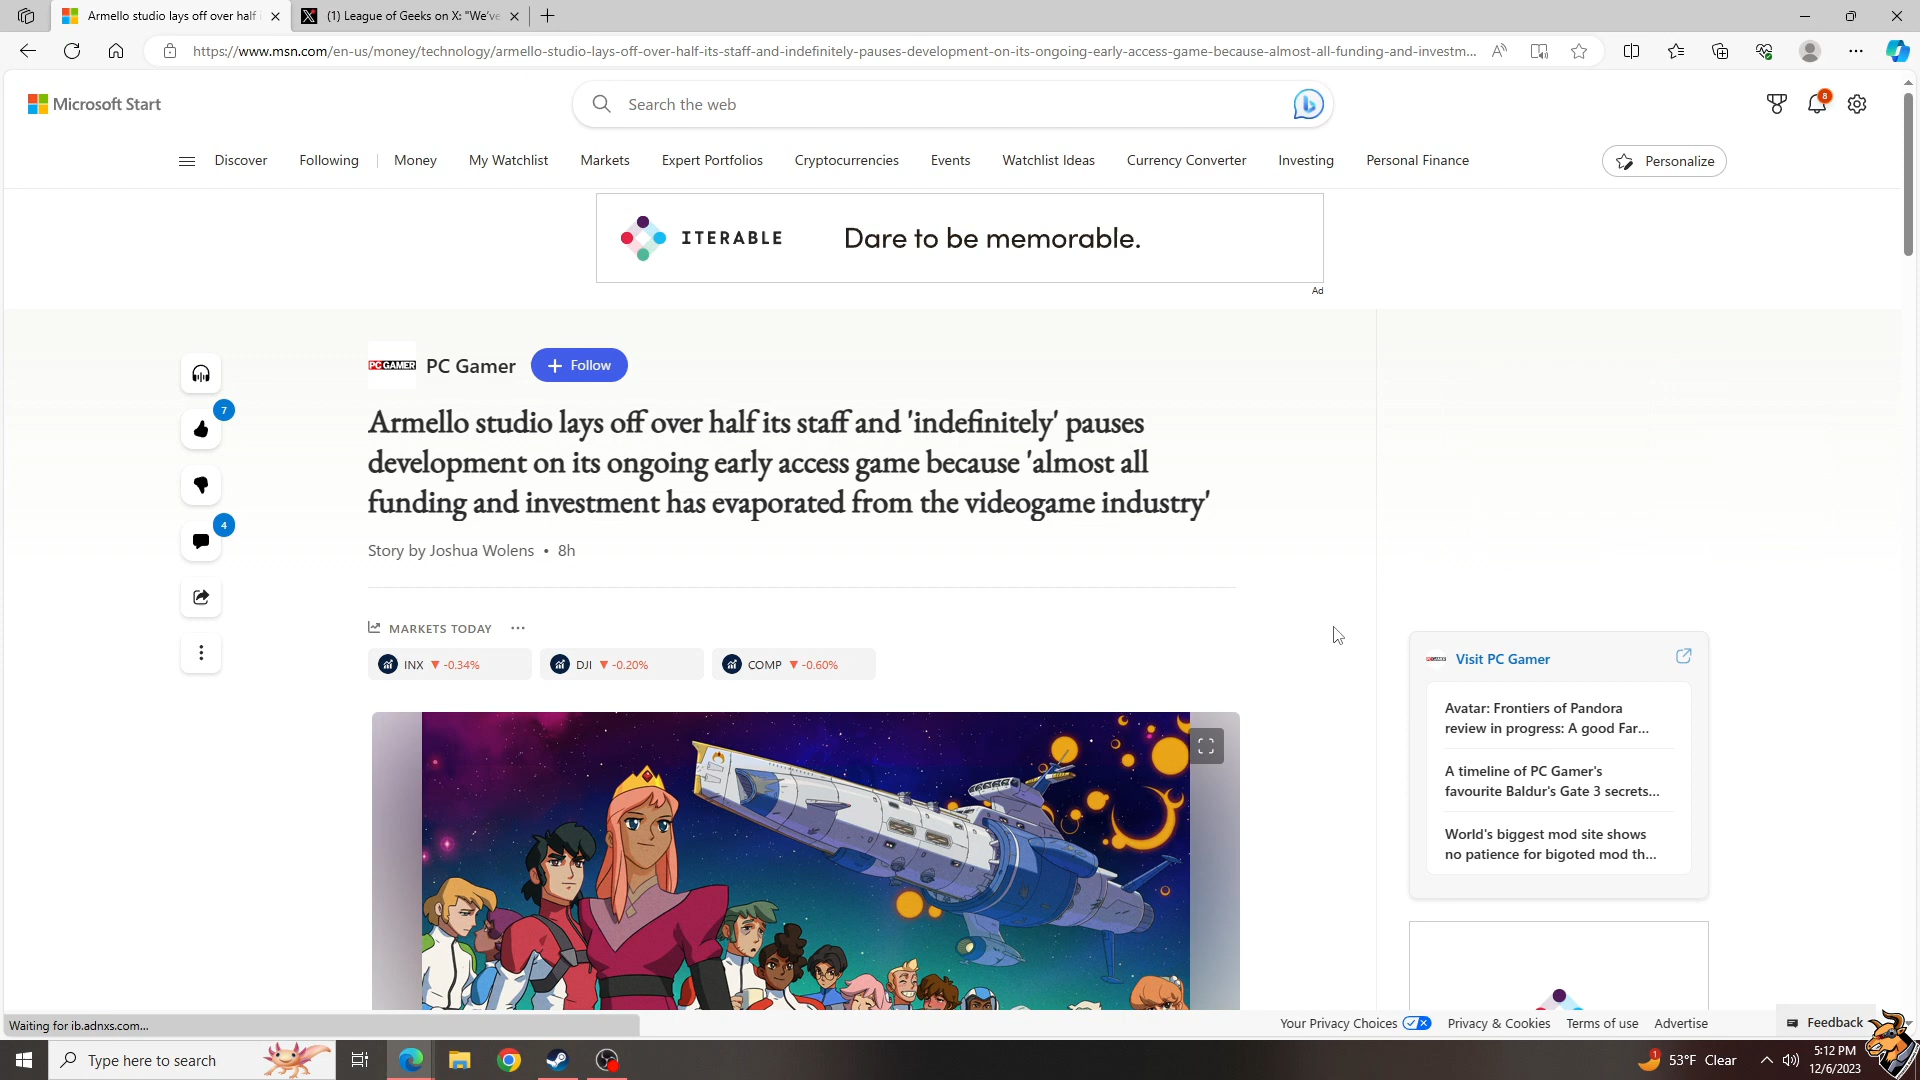 Armello studio lays off over half i
(1) League of Geeks on X: "We've
https://www.msn.com/en-us/money/technology/armello-studio-lays-off-over-half-its-staff-and-indefinitely-pauses-development-on-its-ongoing-early-access-game-because-almost-all-funding-and-investm...
Microsoft Start
Search the web
8
Discover
Following
Money
My Watchlist
Markets
Expert Portfolios
Cryptocurrencies
Events
Watchlist Ideas
Currency Converter
Investing
Personal Finance
Personalize
ITERABLE
Dare to be memorable.
Ad
PC GAMER
PC Gamer
Follow
7
4
Armello studio lays off over half its staff and 'indefinitely' pauses
development on its ongoing early access game because 'almost all
funding and investment has evaporated from the videogame industry'
Story by Joshua Wolens • 8h
MARKETS TODAY
INX ▼ -0.34%
DJI ▼ -0.20%
COMP ▼ -0.60%
Visit PC Gamer
Avatar: Frontiers of Pandora
review in progress: A good Far...
A timeline of PC Gamer's
favourite Baldur's Gate 3 secrets...
World's biggest mod site shows
no patience for bigoted mod th...
Waiting for ib.adnxs.com...
Your Privacy Choices
Privacy & Cookies
Terms of use
Advertise
Feedback
Type here to search
1
53°F Clear
5:12 PM
12/6/2023